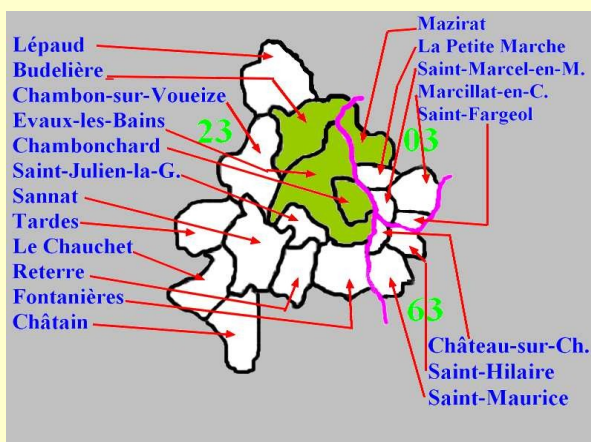 Lépaud
Budelière
Chambon-sur-Voueize
Evaux-les-Bains
Chambonchard
Saint-Julien-la-G.
Sannat
Tardes
Le Chauchet
Reterre
Fontanières
Châtain
23
Mazirat
La Petite Marche
Saint-Marcel-en-M.
Marcillat-en-C.
Saint-Fargeol
03
63
Château-sur-Ch.
Saint-Hilaire
Saint-Maurice